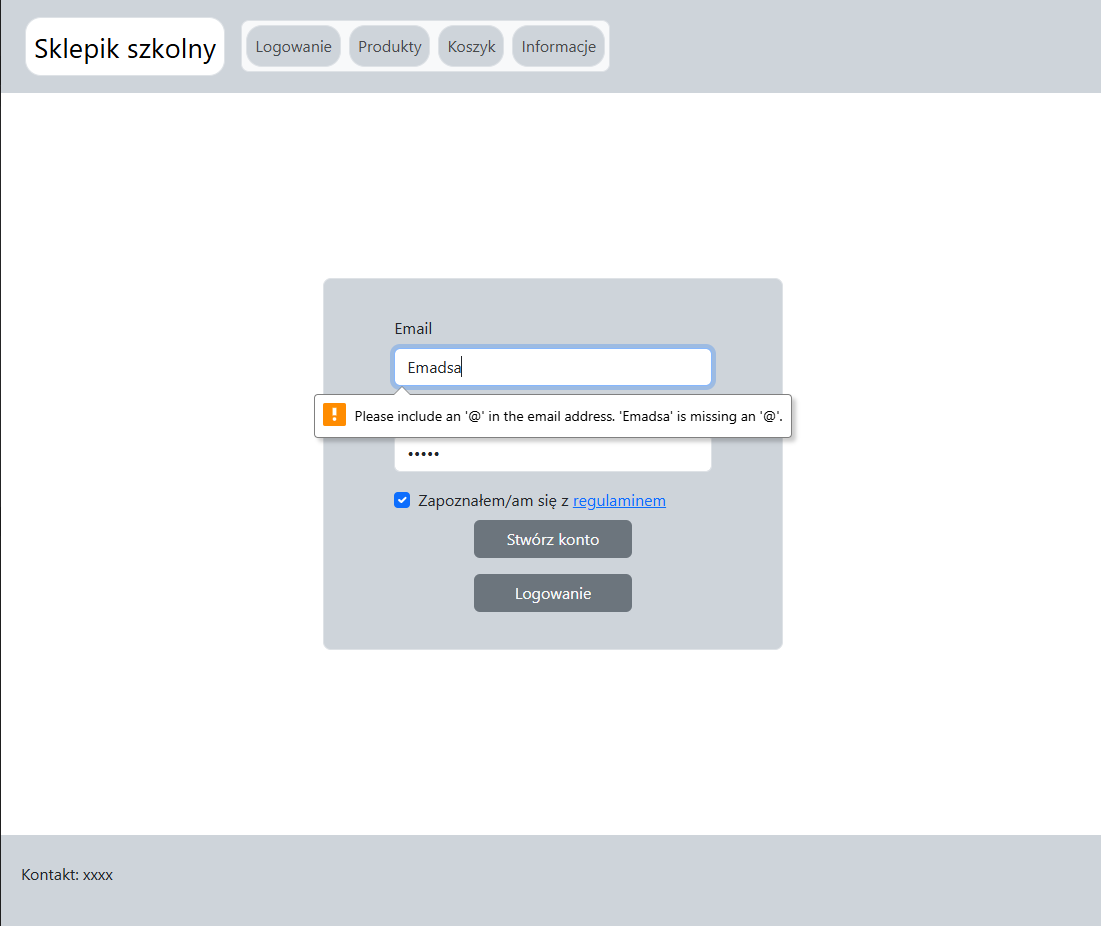 Sklepik szkolny
Logowanie
Produkty
Koszyk
Informacje
Email
Emadsa
Please include an '@' in the email address. 'Emadsa' is missing an '@'.
•••••
Zapoznałem/am się z regulaminem
Stwórz konto
Logowanie
Kontakt: xxxx